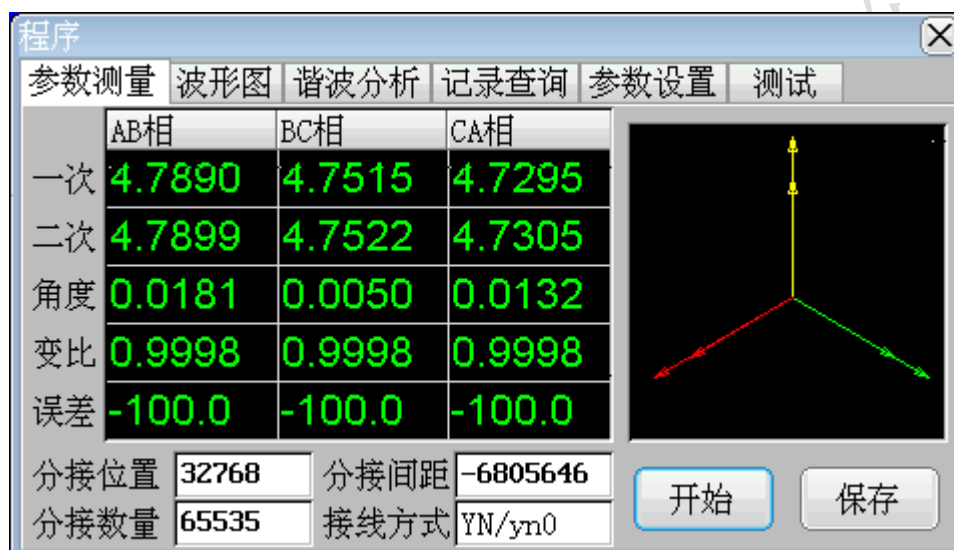 程序
参数测量 波形图 谐波分析 记录查询 参数设置 测试
AB相 BC相 CA相
一次 4.7890 4.7515 4.7295
二次 4.7899 4.7522 4.7305
角度 0.0181 0.0050 0.0132
变比 0.9998 0.9998 0.9998
误差 -100.0 -100.0 -100.0
分接位置 32768 分接间距 -6805646
分接数量 65535 接线方式 YN/yn0
开始 保存